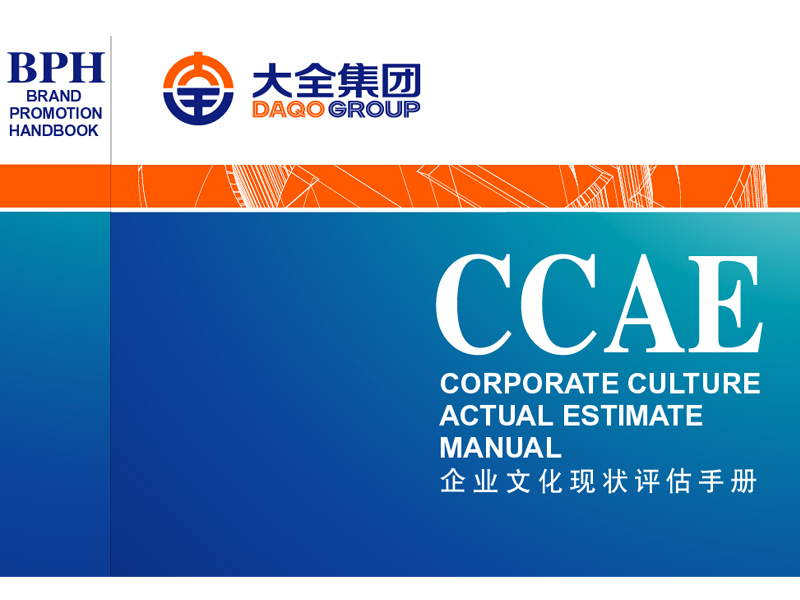 BPH
BRAND
PROMOTION
HANDBOOK
大全集团
DAQO GROUP
CCAE
CORPORATE CULTURE
ACTUAL ESTIMATE
MANUAL
企业文化现状评估手册